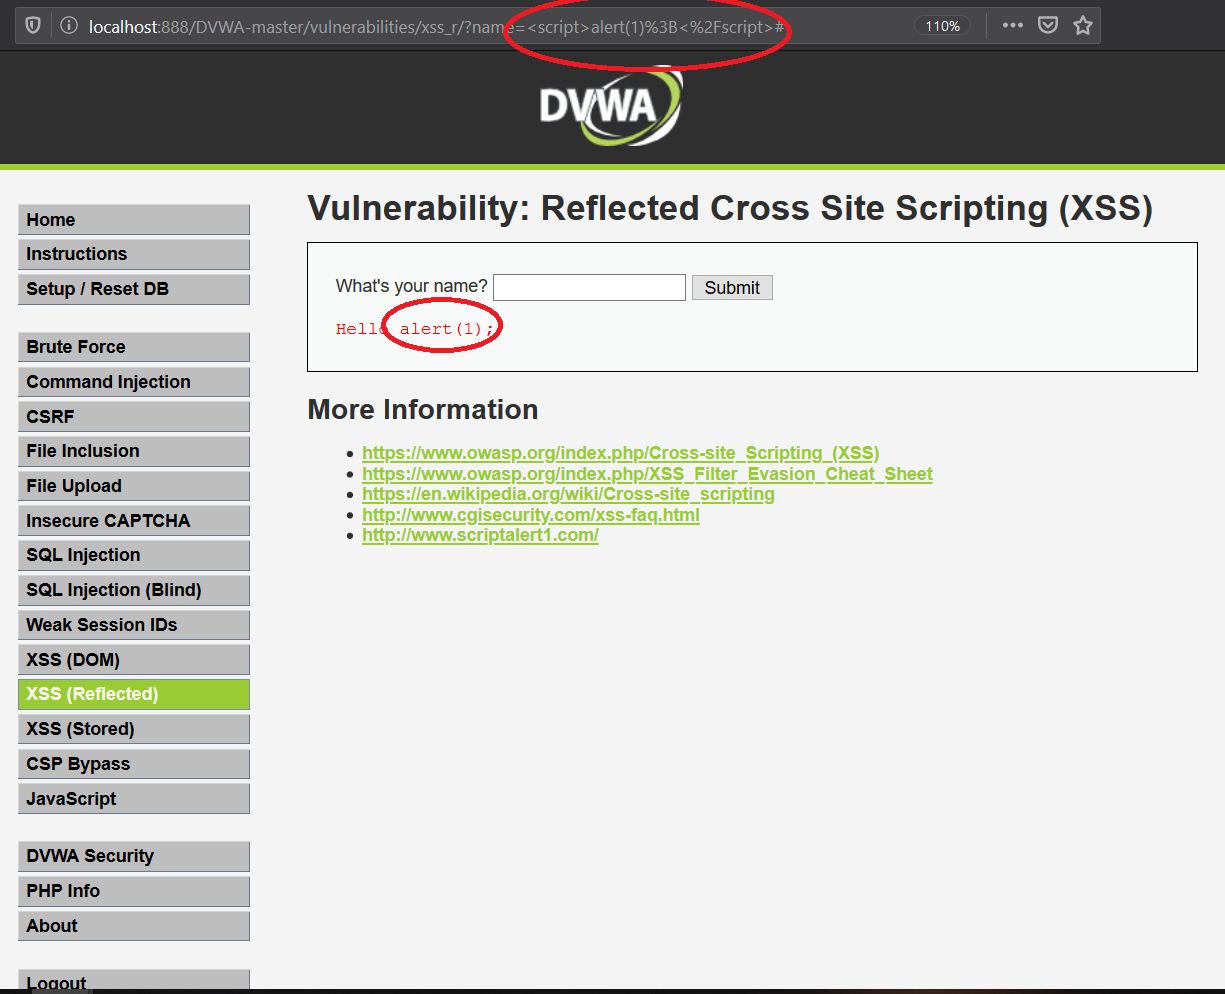 localhost:888/DVWA-master/vulnerabilities/xss_r/?name=<script>alert(1)%3B<%2Fscript>#
110%
DVWA
Home
Instructions
Setup / Reset DB
Brute Force
Command Injection
CSRF
File Inclusion
File Upload
Insecure CAPTCHA
SQL Injection
SQL Injection (Blind)
Weak Session IDs
XSS (DOM)
XSS (Reflected)
XSS (Stored)
CSP Bypass
JavaScript
DVWA Security
PHP Info
About
Logout
Vulnerability: Reflected Cross Site Scripting (XSS)
What's your name? Submit
Hello alert(1);
More Information
https://www.owasp.org/index.php/Cross-site_Scripting_(XSS)
https://www.owasp.org/index.php/XSS_Filter_Evasion_Cheat_Sheet
https://en.wikipedia.org/wiki/Cross-site_scripting
http://www.cgisecurity.com/xss-faq.html
http://www.scriptalert1.com/